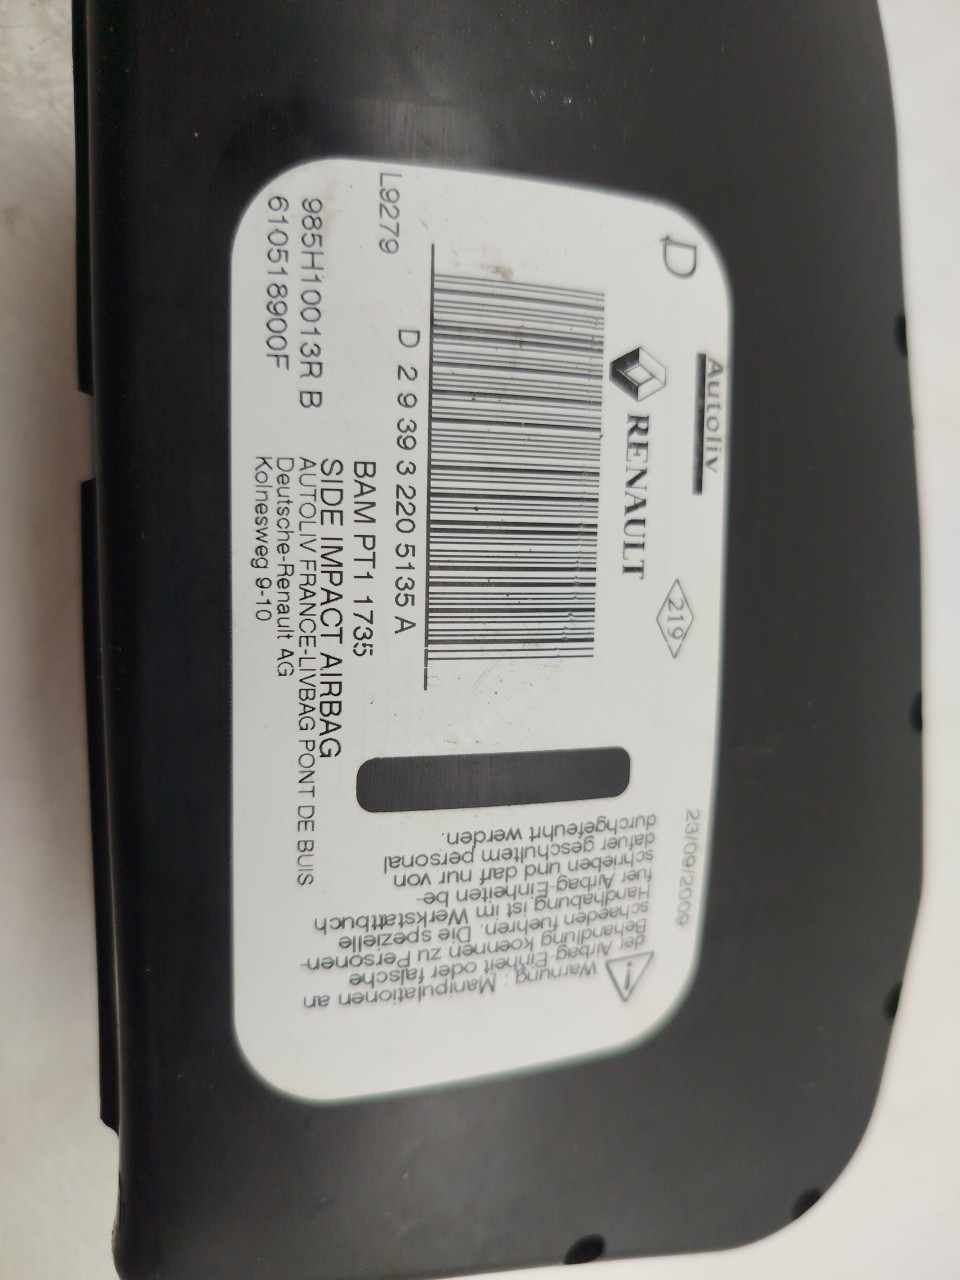 D
Autoliv
219
23/09/2009
RENAULT
D 2 9 39 3 220 5135 A
L9279
BAM PT1 1735
SIDE IMPACT AIRBAG
985H10013R B
AUTOLIV FRANCE-LIVBAG PONT DE BUIS
610518900F
Deutsche-Renault AG
Kolnesweg 9-10
Warnung : Manipulationen an
der Airbag-Einheit oder falsche
Behandlung koennen zu Personen-
schaeden fuehren. Die spezielle
Handhabung ist im Werkstattbuch
fuer Airbag-Einheiten be-
schrieben und darf nur von
dafuer geschultem personal
durchgefeuhrt werden.